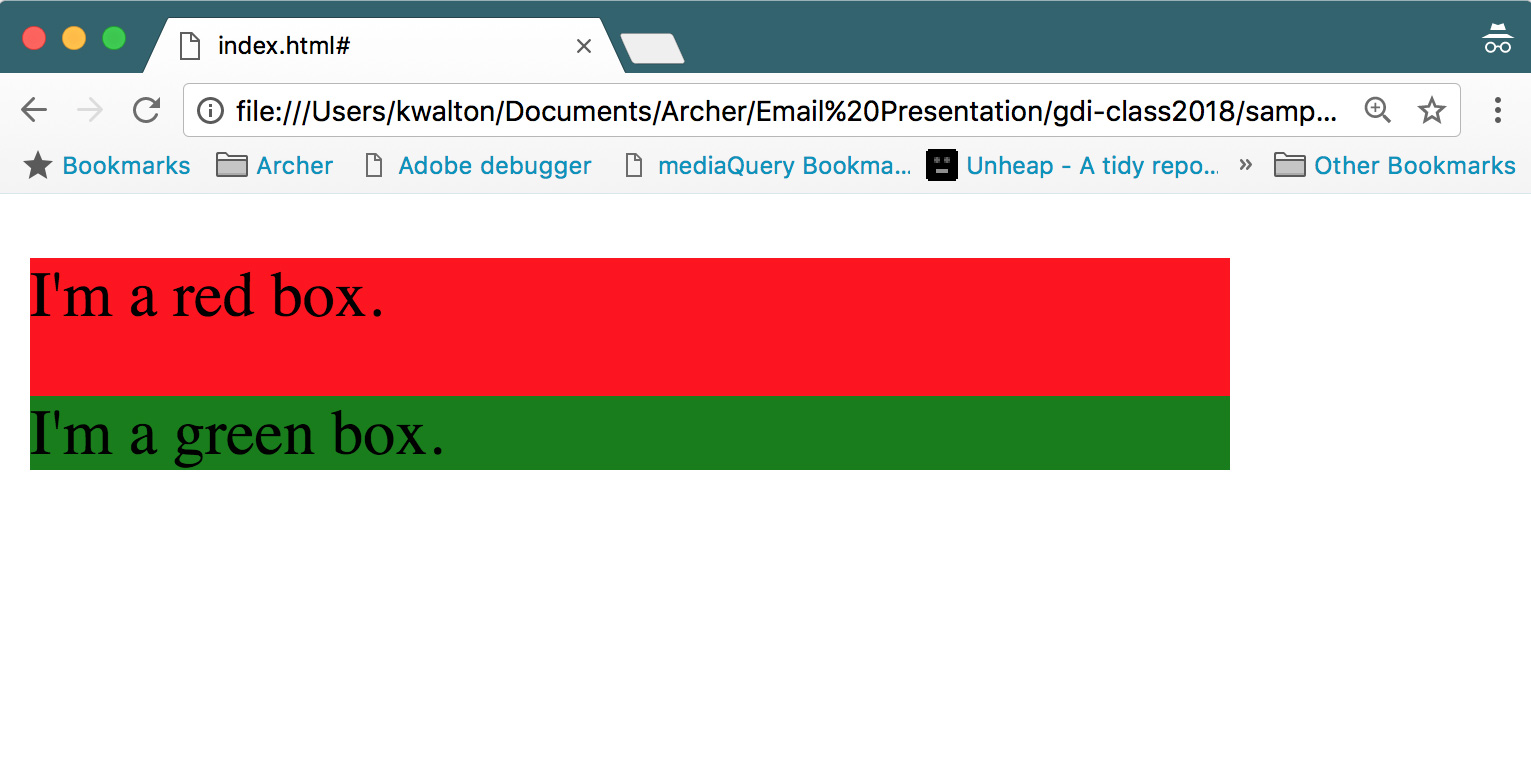 index.html#
file:///Users/kwalton/Documents/Archer/Email%20Presentation/gdi-class2018/samp...
Bookmarks Archer Adobe debugger mediaQuery Bookma... Unheap - A tidy repo... » Other Bookmarks
I'm a red box.
I'm a green box.